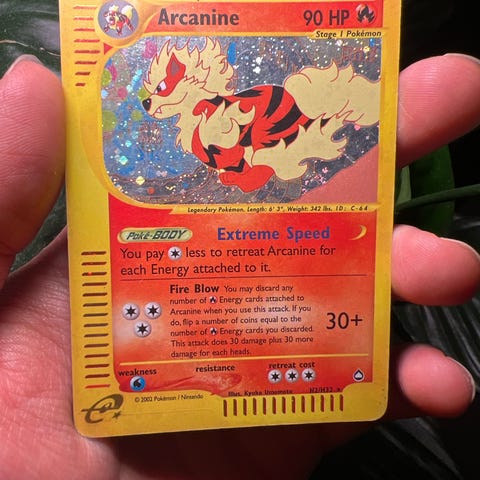 Arcanine 90 HP
Stage 1 Pokémon
Legendary Pokémon. Length: 6' 3", Weight: 342 lbs. ID: C-64
Poké-BODY Extreme Speed
You pay less to retreat Arcanine for
each Energy attached to it.
Fire Blow You may discard any
number of Energy cards attached to
Arcanine when you use this attack. If you
do, flip a number of coins equal to the
number of Energy cards you discarded.
This attack does 30 damage plus 30 more
damage for each heads.
30+
weakness resistance retreat cost
Illus. Kyoko Umemoto H2/H32
© 2002 Pokémon / Nintendo
e